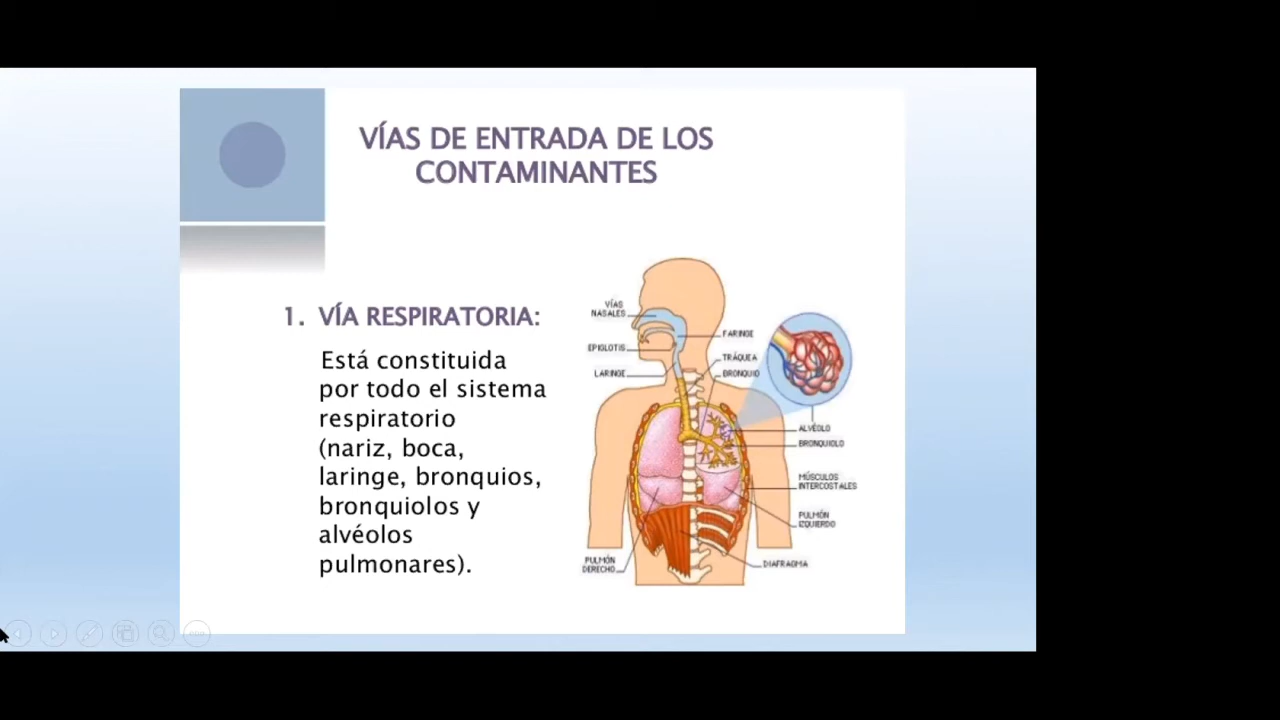 VÍAS DE ENTRADA DE LOS
CONTAMINANTES
1. VÍA RESPIRATORIA:
Está constituida
por todo el sistema
respiratorio
(nariz, boca,
laringe, bronquios,
bronquiolos y
alvéolos
pulmonares).
VÍAS
NASALES
EPIGLOTIS
LARINGE
FARINGE
TRÁQUEA
BRONQUIO
ALVÉOLO
BRONQUIOLO
MÚSCULOS
INTERCOSTALES
PULMÓN
IZQUIERDO
PULMÓN
DERECHO
DIAFRAGMA